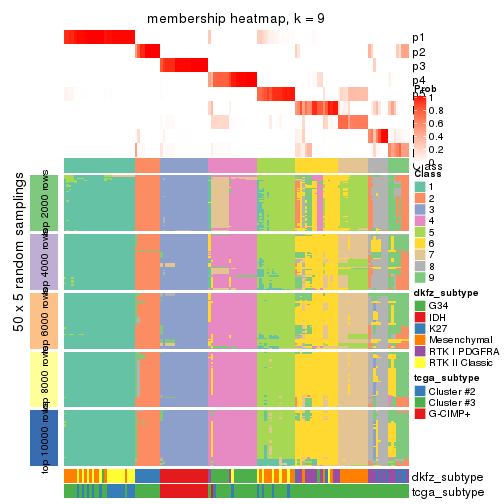 membership heatmap, k = 9
p1
p2
p3
p4
Prob
1
0.8
0.6
0.4
0.2
0
Class
Class
1
2
3
4
5
6
7
8
9
50 x 5 random samplings
top 2000 rows
top 4000 rows
top 6000 rows
top 8000 rows
top 10000 rows
dkfz_subtype
G34
IDH
K27
Mesenchymal
RTK I PDGFRA
RTK II Classic
tcga_subtype
Cluster #2
Cluster #3
G-CIMP+
dkfz_subtype
tcga_subtype